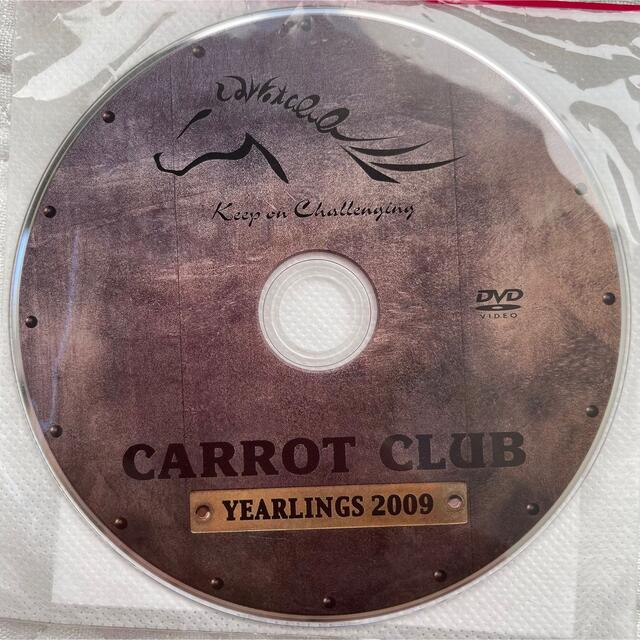 Keep on Challenging
DVD
VIDEO
CARROT CLUB
YEARLINGS 2009